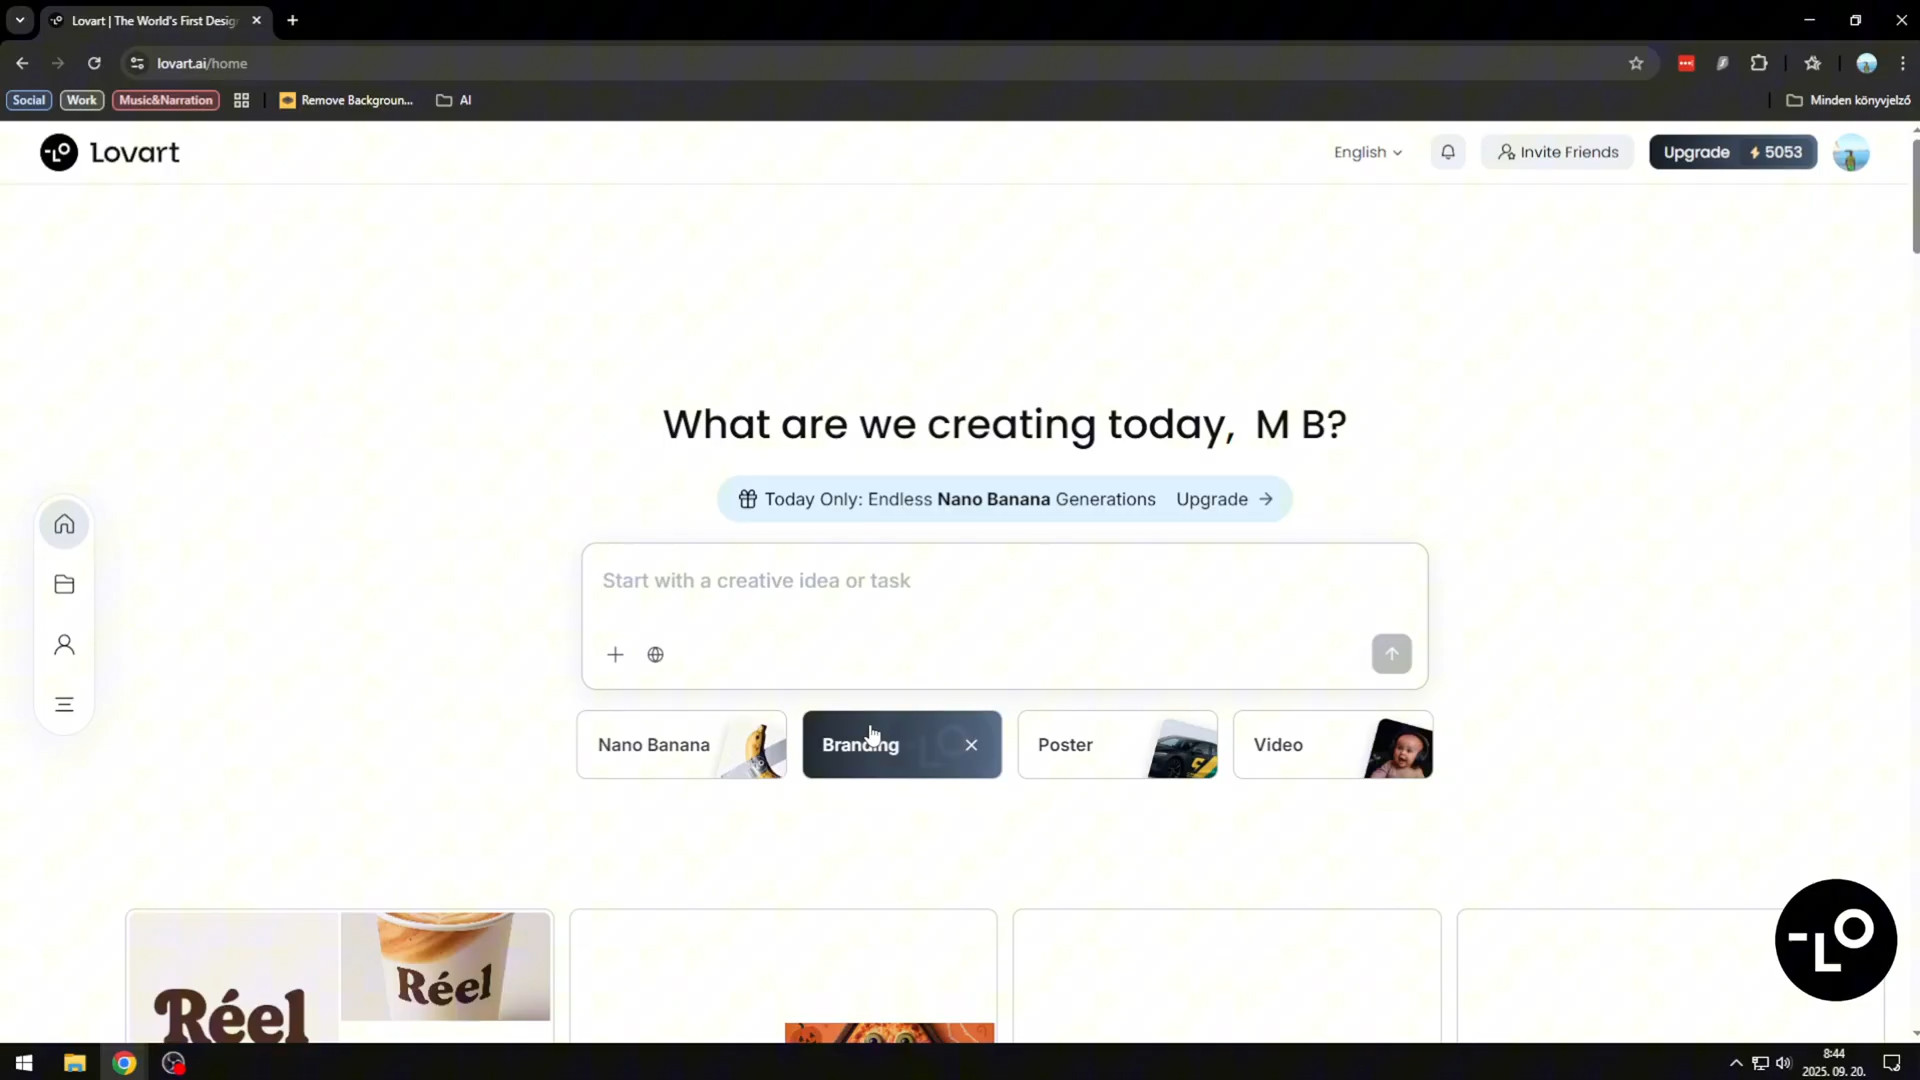 Lovart | The World's First Desig
lovart.ai/home
Social
Work
Music&Narration
Remove Backgroun...
AI
Minden könyvjelző
Lovart
English
Invite Friends
Upgrade
5053
What are we creating today, M B?
Today Only: Endless Nano Banana Generations
Upgrade
Start with a creative idea or task
Nano Banana
Branding
Poster
Video
Réel
Réel
LO
8:44
2025. 09. 20.